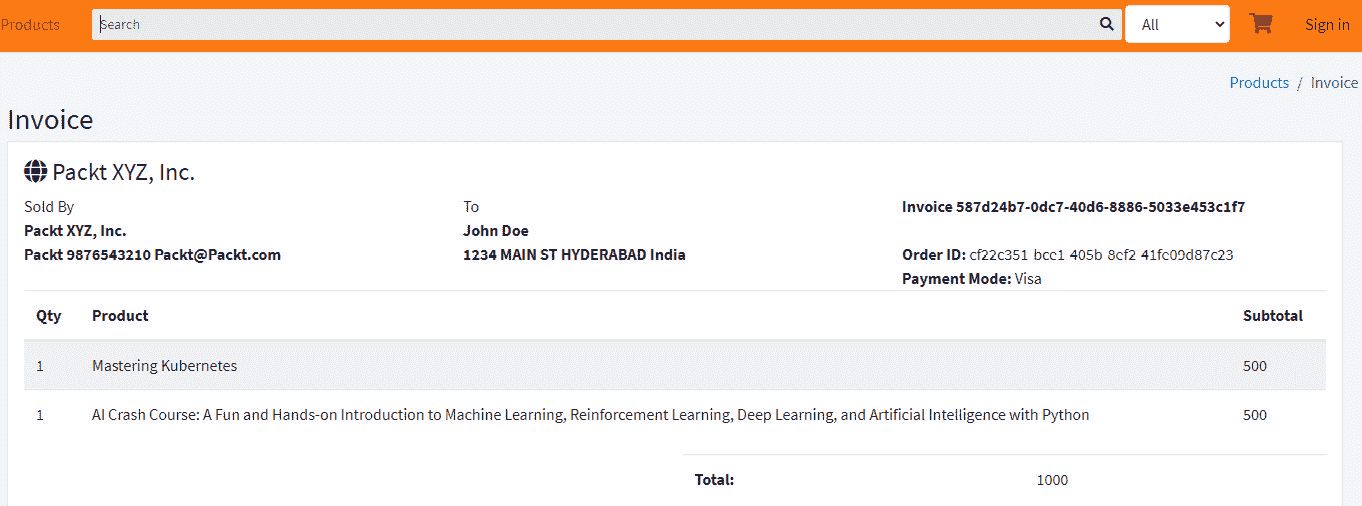 Products Search All Sign in
Products / Invoice
Invoice
Packt XYZ, Inc.
Sold By To Invoice 587d24b7-0dc7-40d6-8886-5033e453c1f7
Packt XYZ, Inc. John Doe
Packt 9876543210 Packt@Packt.com 1234 MAIN ST HYDERABAD India Order ID: cf22c351-bce1-405b-8ef2-41fe09d87c23
Payment Mode: Visa
Qty Product Subtotal
1 Mastering Kubernetes 500
1 AI Crash Course: A Fun and Hands-on Introduction to Machine Learning, Reinforcement Learning, Deep Learning, and Artificial Intelligence with Python 500
Total: 1000